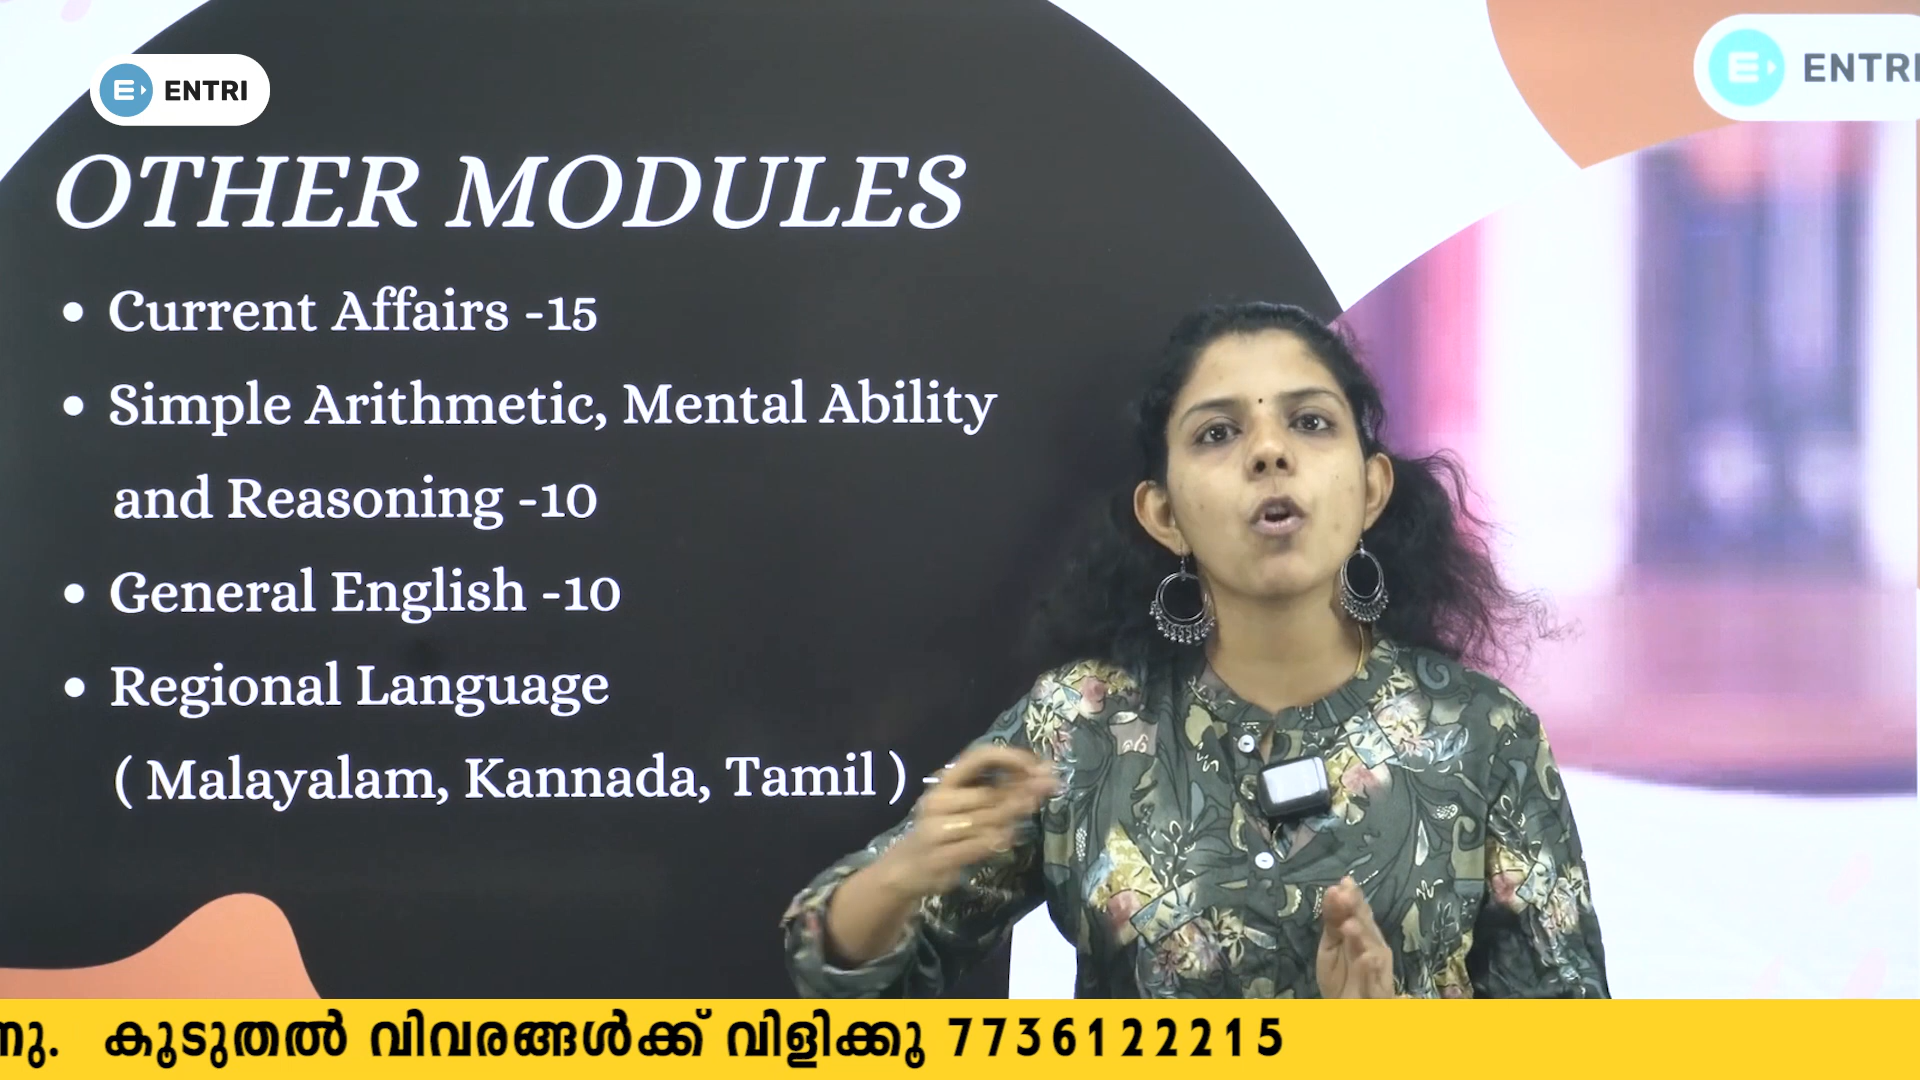 ENTRI
ENTRI
OTHER MODULES
• Current Affairs -15
• Simple Arithmetic, Mental Ability
and Reasoning -10
• General English -10
• Regional Language
( Malayalam, Kannada, Tamil )
കൂടുതൽ വിവരങ്ങൾക്ക് വിളിക്കൂ 7736122215